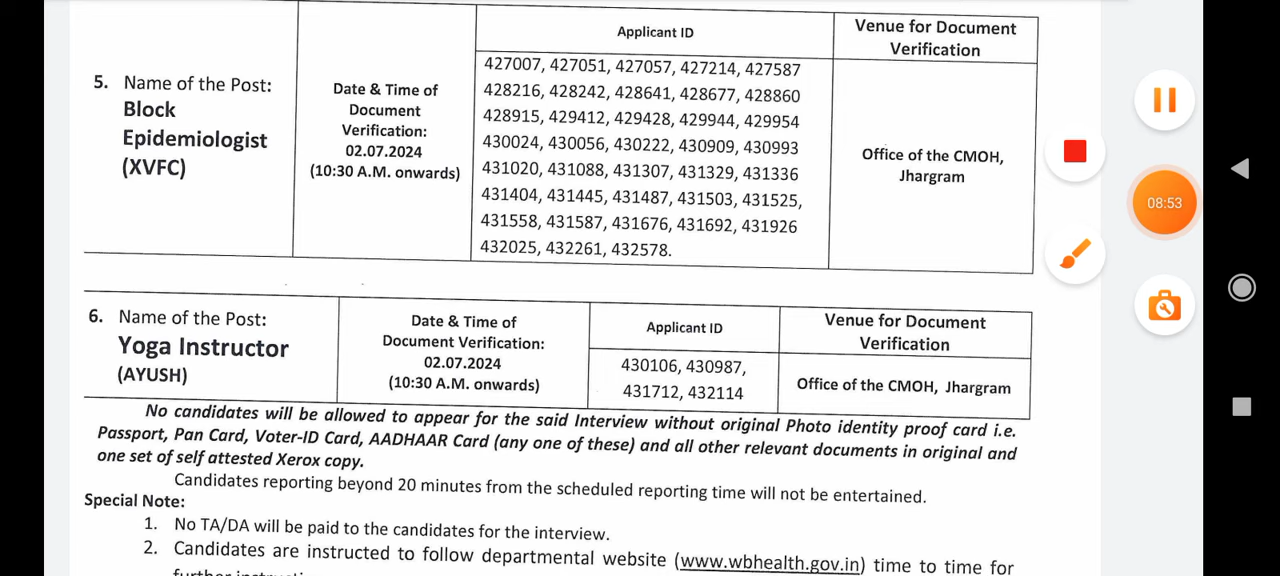 Applicant ID
Venue for Document
Verification
5. Name of the Post:
Block
Epidemiologist
(XVFC)
Date & Time of
Document
Verification:
02.07.2024
(10:30 A.M. onwards)
427007, 427051, 427057, 427214, 427587
428216, 428242, 428641, 428677, 428860
428915, 429412, 429428, 429944, 429954
430024, 430056, 430222, 430909, 430993
431020, 431088, 431307, 431329, 431336
431404, 431445, 431487, 431503, 431525,
431558, 431587, 431676, 431692, 431926
432025, 432261, 432578.
Office of the CMOH,
Jhargram
08:53
6. Name of the Post:
Yoga Instructor
(AYUSH)
Date & Time of
Document Verification:
02.07.2024
(10:30 A.M. onwards)
Applicant ID
430106, 430987,
431712, 432114
Venue for Document
Verification
Office of the CMOH, Jhargram
No candidates will be allowed to appear for the said Interview without original Photo identity proof card i.e.
Passport, Pan Card, Voter-ID Card, AADHAAR Card (any one of these) and all other relevant documents in original and
one set of self attested Xerox copy.
Candidates reporting beyond 20 minutes from the scheduled reporting time will not be entertained.
Special Note:
1. No TA/DA will be paid to the candidates for the interview.
2. Candidates are instructed to follow departmental website (www.wbhealth.gov.in) time to time for
further